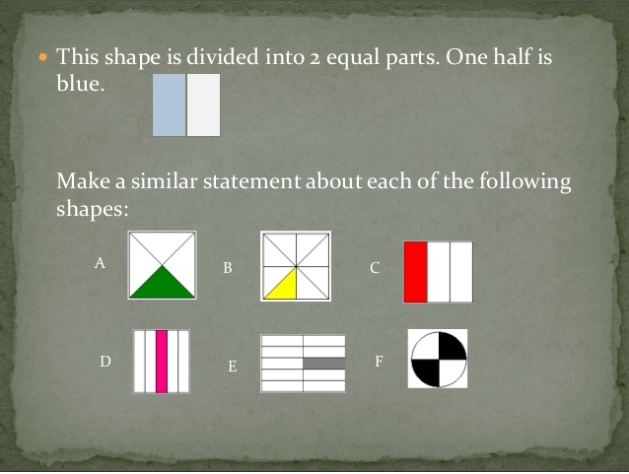 This shape is divided into 2 equal parts. One half is
blue.
Make a similar statement about each of the following
shapes:
A B C
D E F